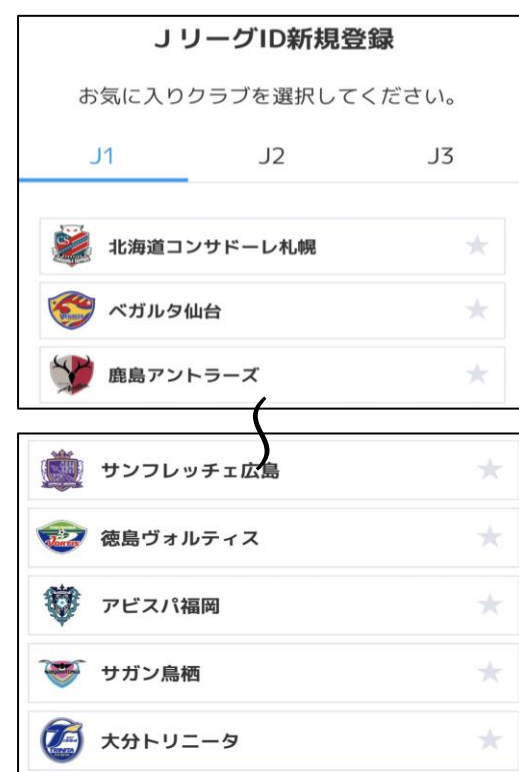 JリーグID新規登録
お気に入りクラブを選択してください。
J1 J2 J3
北海道コンサドーレ札幌
ベガルタ仙台
鹿島アントラーズ
サンフレッチェ広島
徳島ヴォルティス
アビスパ福岡
サガン鳥栖
大分トリニータ